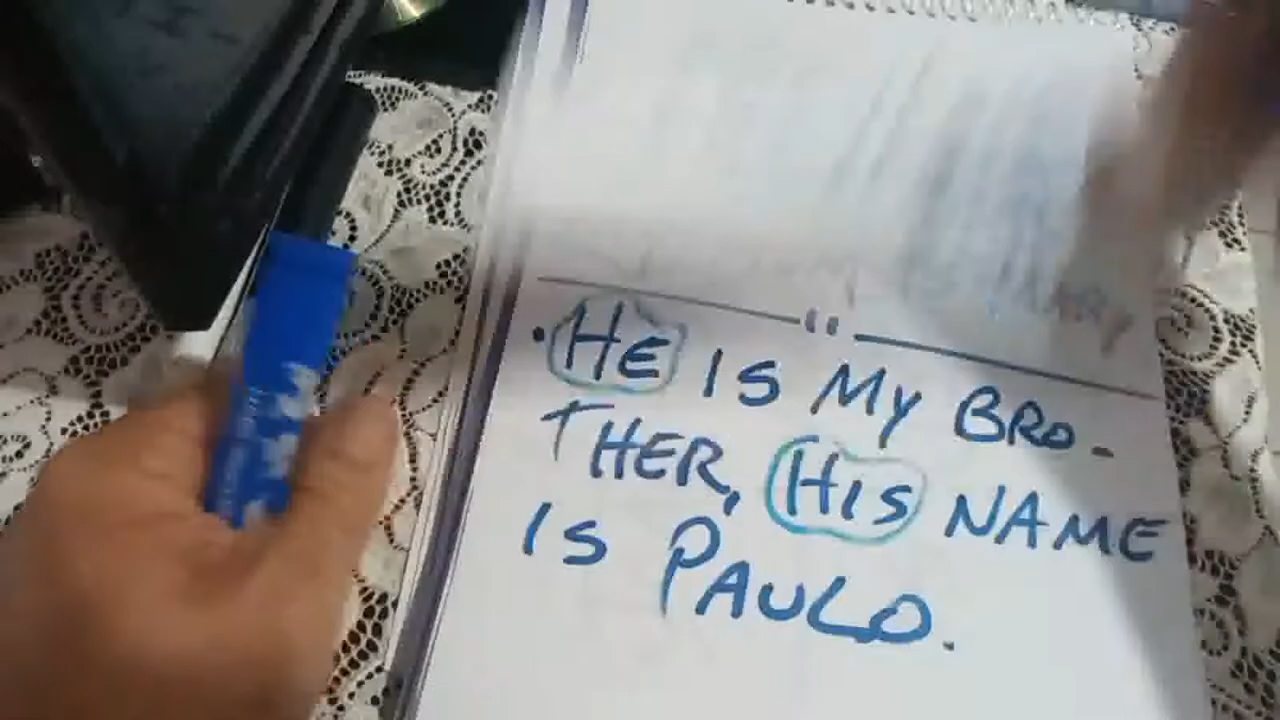 "
• HE IS MY BRO-
THER, HIS NAME
IS PAULO.